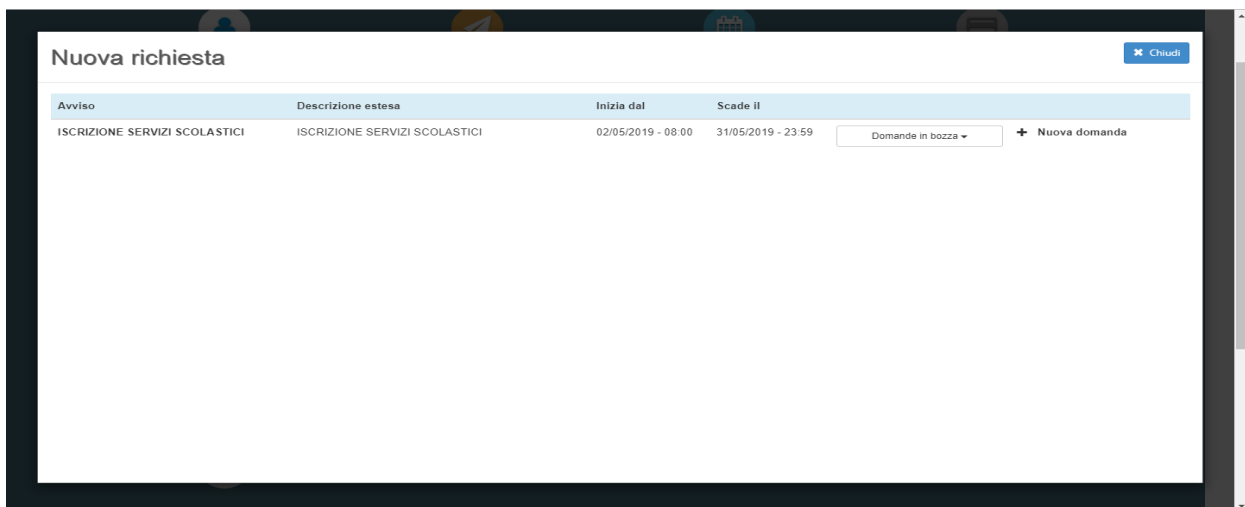 Nuova richiesta
Chiudi
Avviso Descrizione estesa Inizia dal Scade il
ISCRIZIONE SERVIZI SCOLASTICI ISCRIZIONE SERVIZI SCOLASTICI 02/05/2019 - 08:00 31/05/2019 - 23:59 Domande in bozza + Nuova domanda